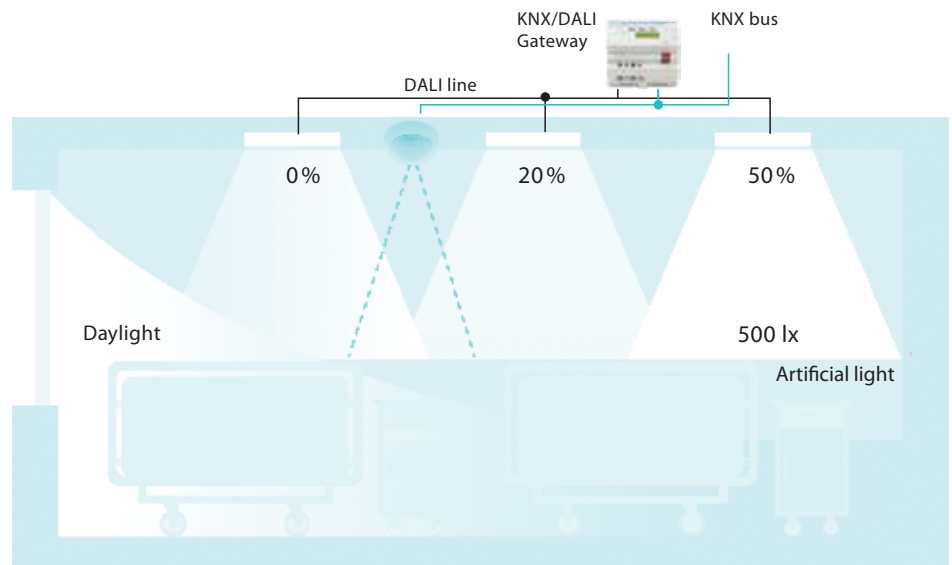 KNX/DALI
Gateway
KNX bus
DALI line
0 %
20 %
50 %
Daylight
500 lx
Artificial light